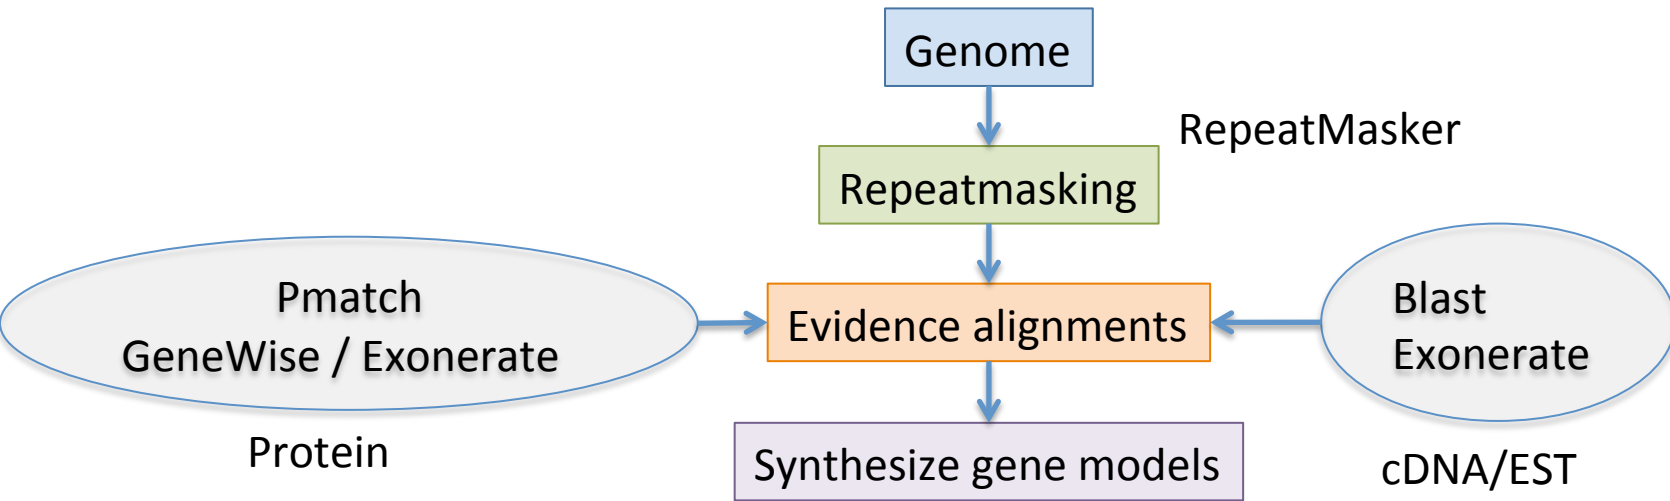 Genome
RepeatMasker
Repeatmasking
Pmatch
GeneWise / Exonerate
Protein
Evidence alignments
Blast
Exonerate
cDNA/EST
Synthesize gene models